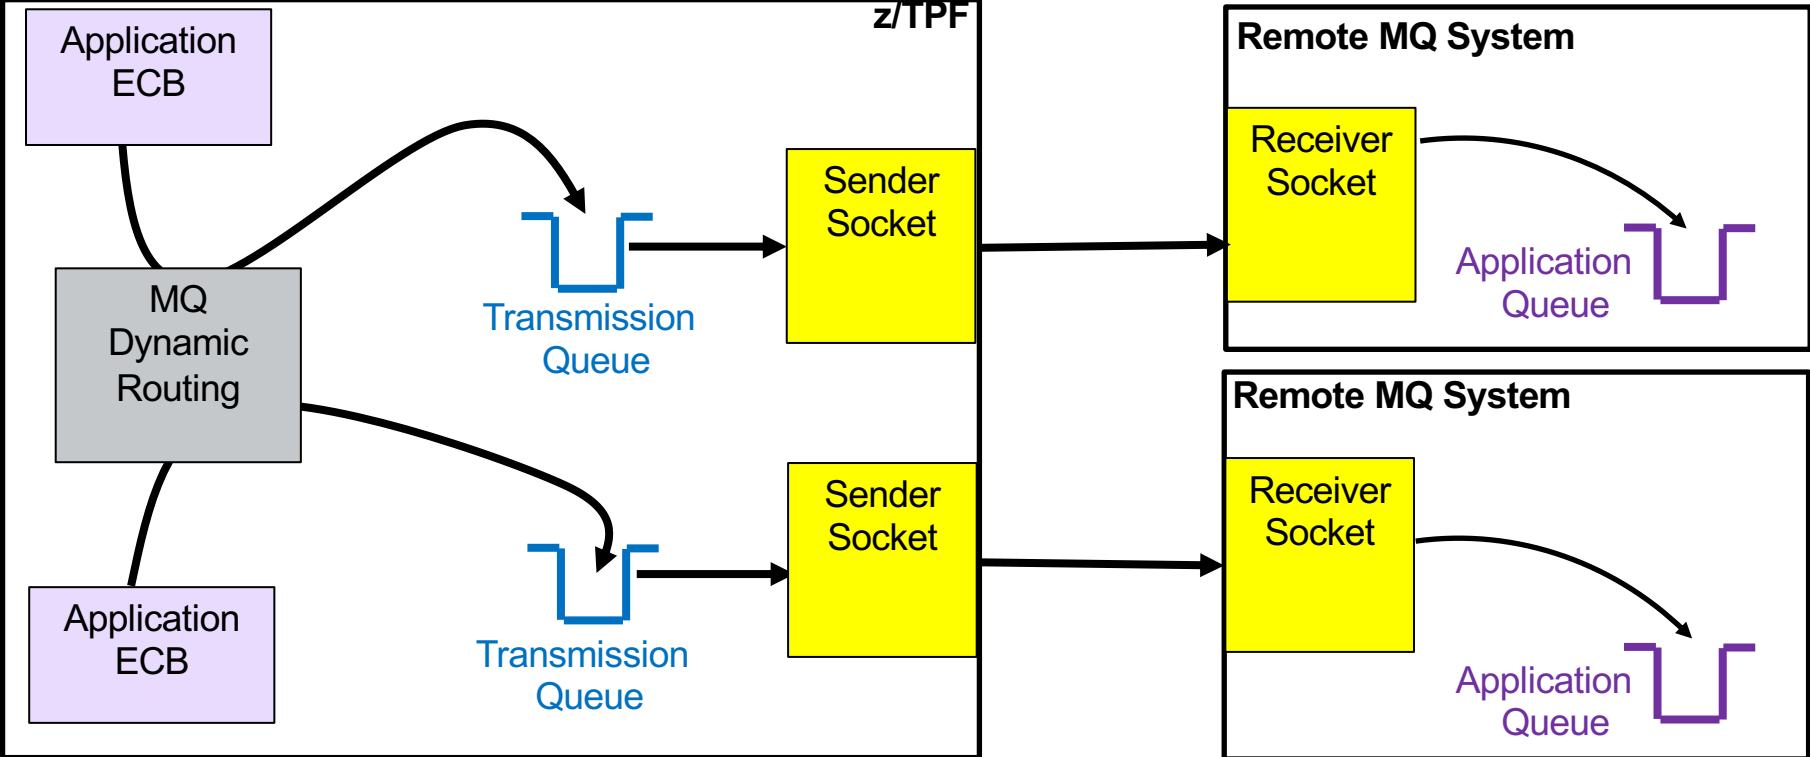 z/TPF
Application
ECB
MQ
Dynamic
Routing
Application
ECB
Transmission
Queue
Sender
Socket
Transmission
Queue
Sender
Socket
Remote MQ System
Receiver
Socket
Application
Queue
Remote MQ System
Receiver
Socket
Application
Queue